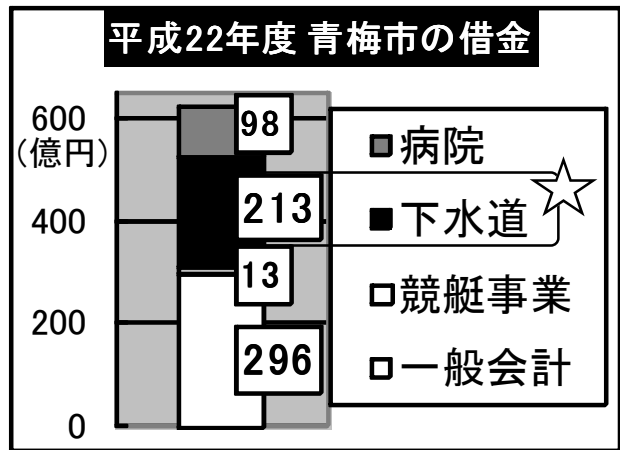 平成22年度 青梅市の借金
600
(億円)
400
200
0
98
213
13
296
病院
下水道
競艇事業
一般会計